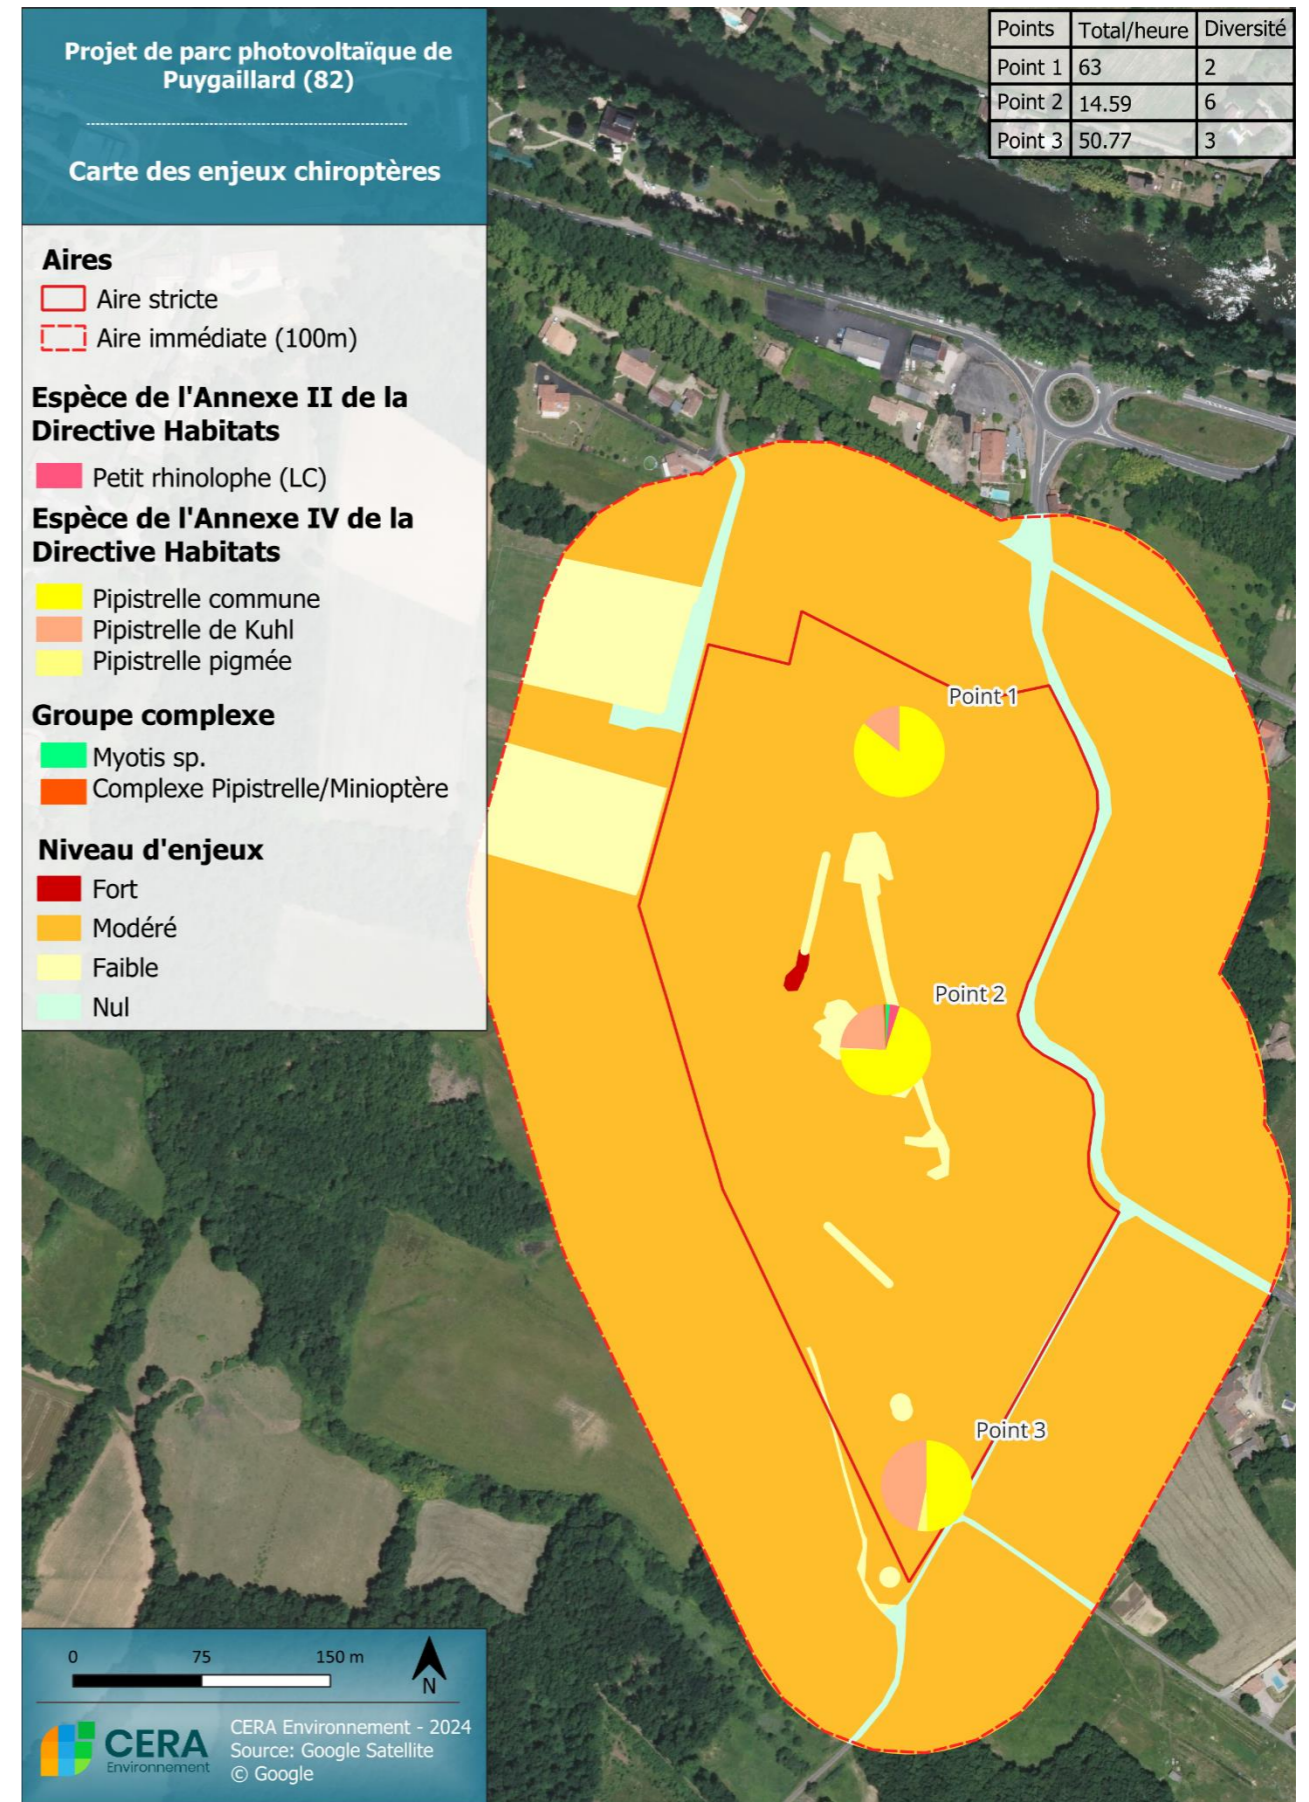 Projet de parc photovoltaïque de
Puygaillard (82)
Carte des enjeux chiroptères
Aires
Aire stricte
Aire immédiate (100m)
Espèce de l'Annexe II de la
Directive Habitats
Petit rhinolophe (LC)
Espèce de l'Annexe IV de la
Directive Habitats
Pipistrelle commune
Pipistrelle de Kuhl
Pipistrelle pigmée
Groupe complexe
Myotis sp.
Complexe Pipistrelle/Minioptère
Niveau d'enjeux
Fort
Modéré
Faible
Nul
Points Total/heure Diversité
Point 1 63 2
Point 2 14.59 6
Point 3 50.77 3
Point 1
Point 2
Point 3
0 75 150 m
N
CERA
Environnement
CERA Environnement - 2024
Source: Google Satellite
© Google